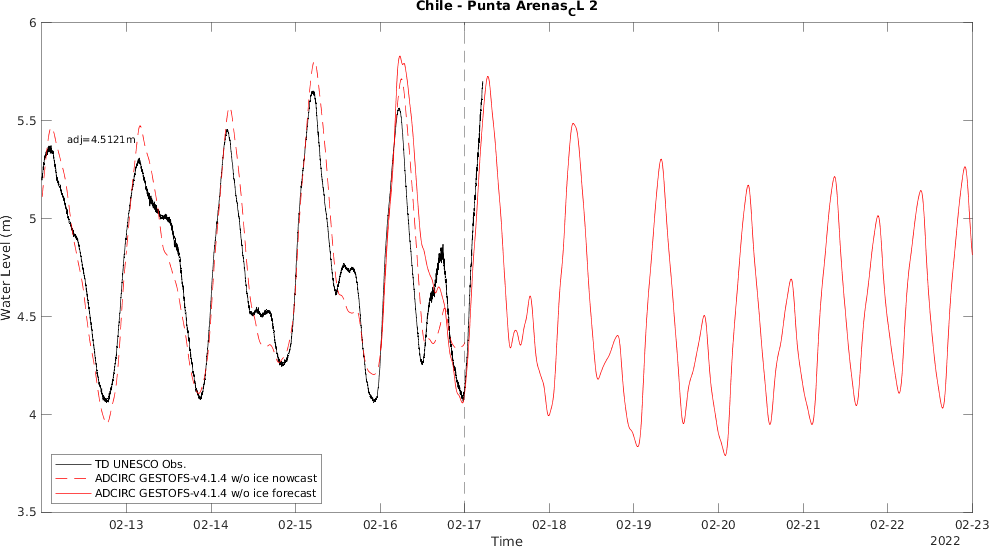 Chile - Punta Arenas_CL 2
6
5.5
5
4.5
4
3.5
Water Level (m)
adj=4.5121m
TD UNESCO Obs.
ADCIRC GESTOFS-v4.1.4 w/o ice nowcast
ADCIRC GESTOFS-v4.1.4 w/o ice forecast
02-13 02-14 02-15 02-16 02-17 02-18 02-19 02-20 02-21 02-22 02-23
Time
2022